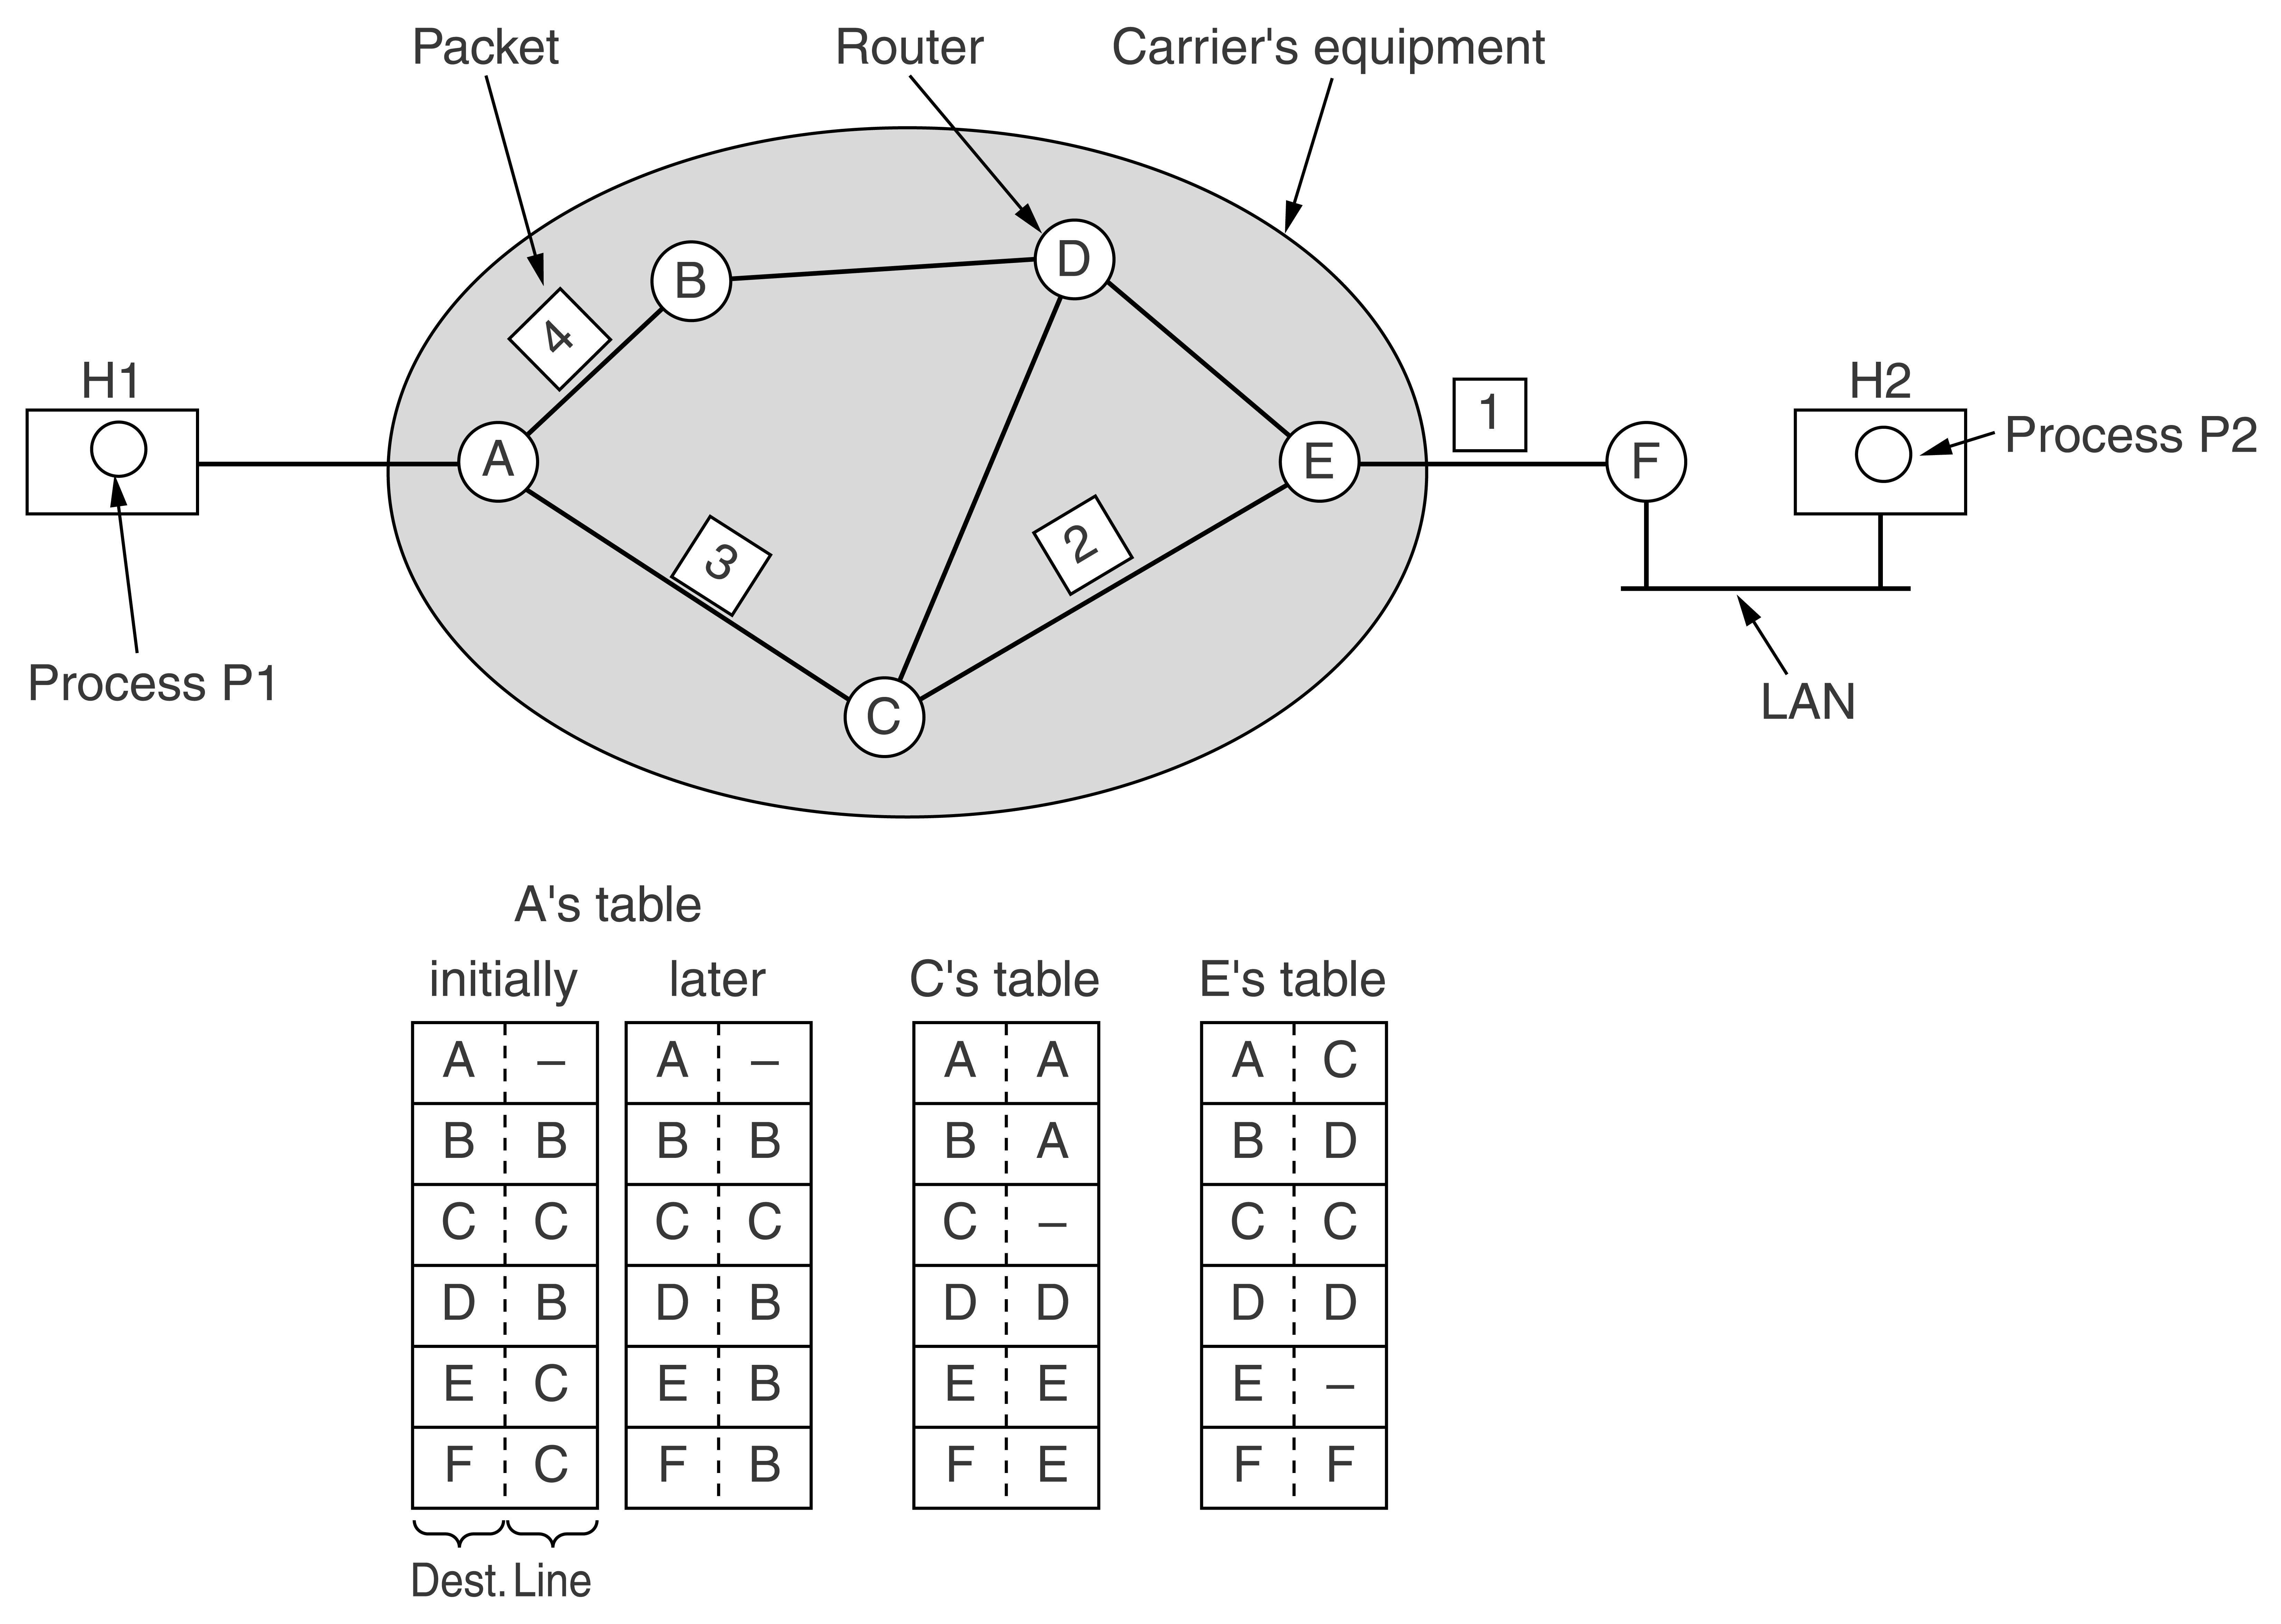 Packet Router Carrier's equipment
D
B
4
H1 H2
1
Process P2
A E F
2
3
Process P1
LAN
C
A's table
initially later C's table E's table
A – A – A A A C
B B B B B A B D
C C C C C – C C
D B D B D D D D
E C E B E E E –
F C F B F E F F
Dest. Line